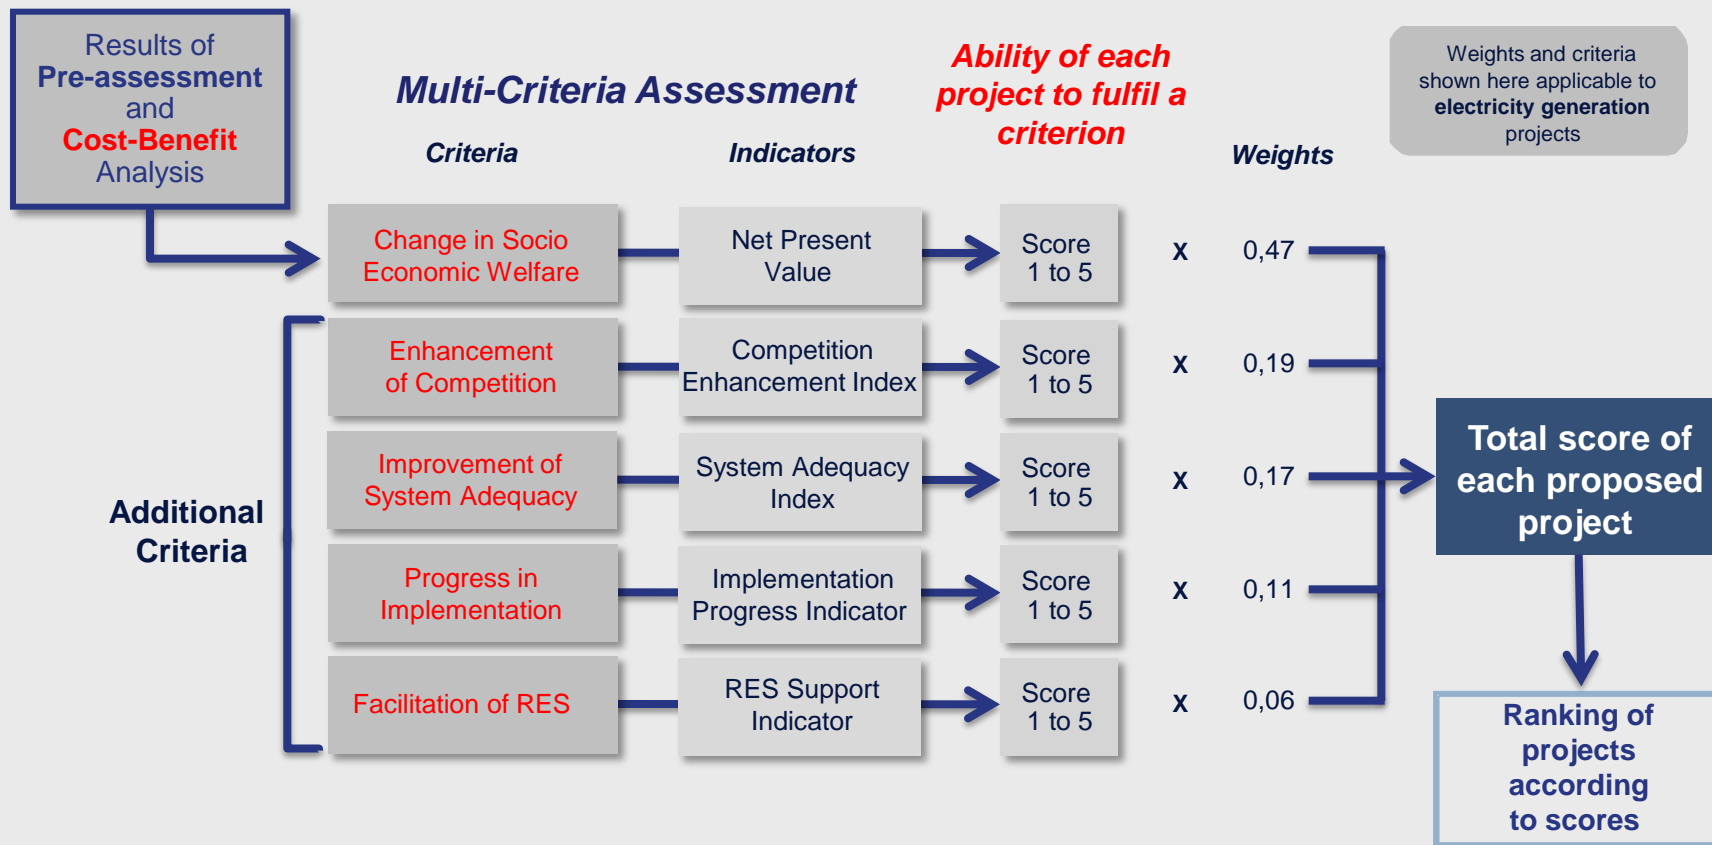 Results of
Pre-assessment
and
Cost-Benefit
Analysis
Multi-Criteria Assessment
Ability of each
project to fulfil a
criterion
Weights and criteria
shown here applicable to
electricity generation
projects
Criteria
Indicators
Weights
Change in Socio
Economic Welfare
Net Present
Value
Score
1 to 5
X
0,47
Enhancement
of Competition
Competition
Enhancement Index
Score
1 to 5
X
0,19
Improvement of
System Adequacy
System Adequacy
Index
Score
1 to 5
X
0,17
Additional
Criteria
Progress in
Implementation
Implementation
Progress Indicator
Score
1 to 5
X
0,11
Facilitation of RES
RES Support
Indicator
Score
1 to 5
X
0,06
Total score of
each proposed
project
Ranking of
projects
according
to scores